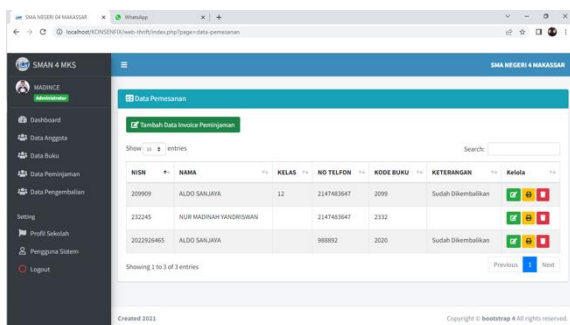 SMA NEGERI 04 MAKASSAR.
WhatsApp
localhost/KONSENFIX/web-thrift/index.php?page=data-pemesanan
SMAN 4 MKS
SMA NEGERI 4 MAKASSAR
MADINCE
Administrator
Data Pemesanan
Dashboard
Tambah Data Invoice Peminjaman
Data Anggota
Data Buku
Show 10 entries
Search:
Data Peminjaman
NISN NAMA KELAS NO TELFON KODE BUKU KETERANGAN Kelola
Data Pengembalian
209909 ALDO SANJAYA 12 2147483647 2099 Sudah Dikembalikan
Setting
232245 NUR MADINAH YANDWISWAN 2147483647 2332
Profil Sekolah
Pengguna Sistem
2022926465 ALDO SANJAYA 988892 2020 Sudah Dikembalikan
Logout
Showing 1 to 3 of 3 entries
Previous 1 Next
Created 2021
Copyright © bootstrap 4 All rights reserved.